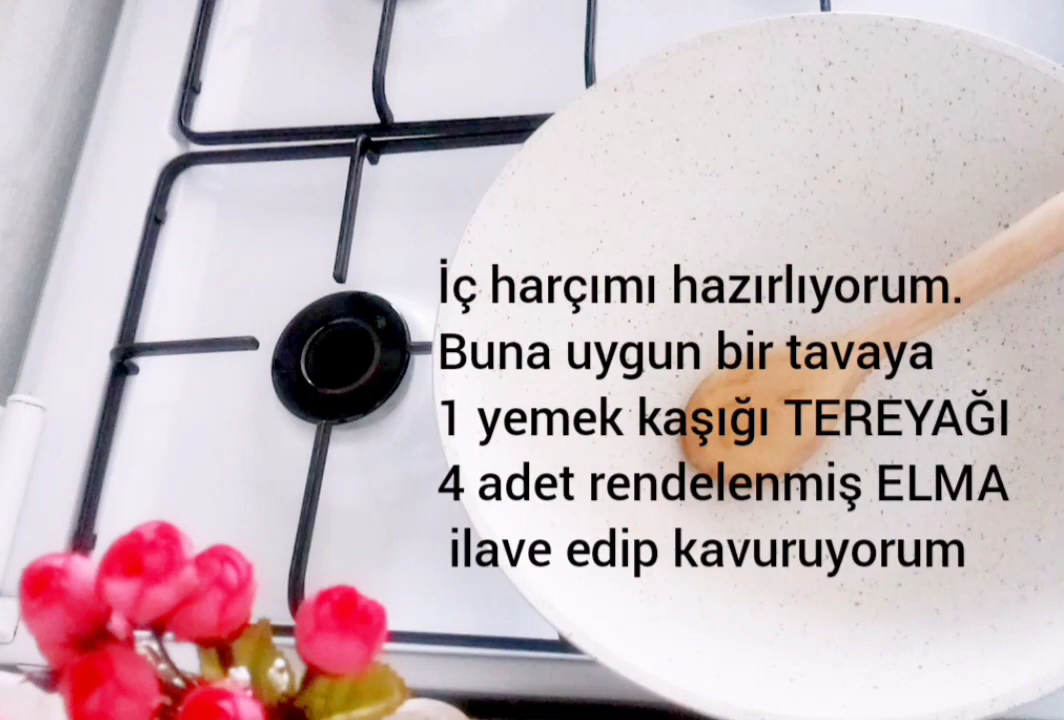 İç harçımı hazırlıyorum.
Buna uygun bir tavaya
1 yemek kaşığı TEREYAĞI
4 adet rendelenmiş ELMA
ilave edip kavuruyorum